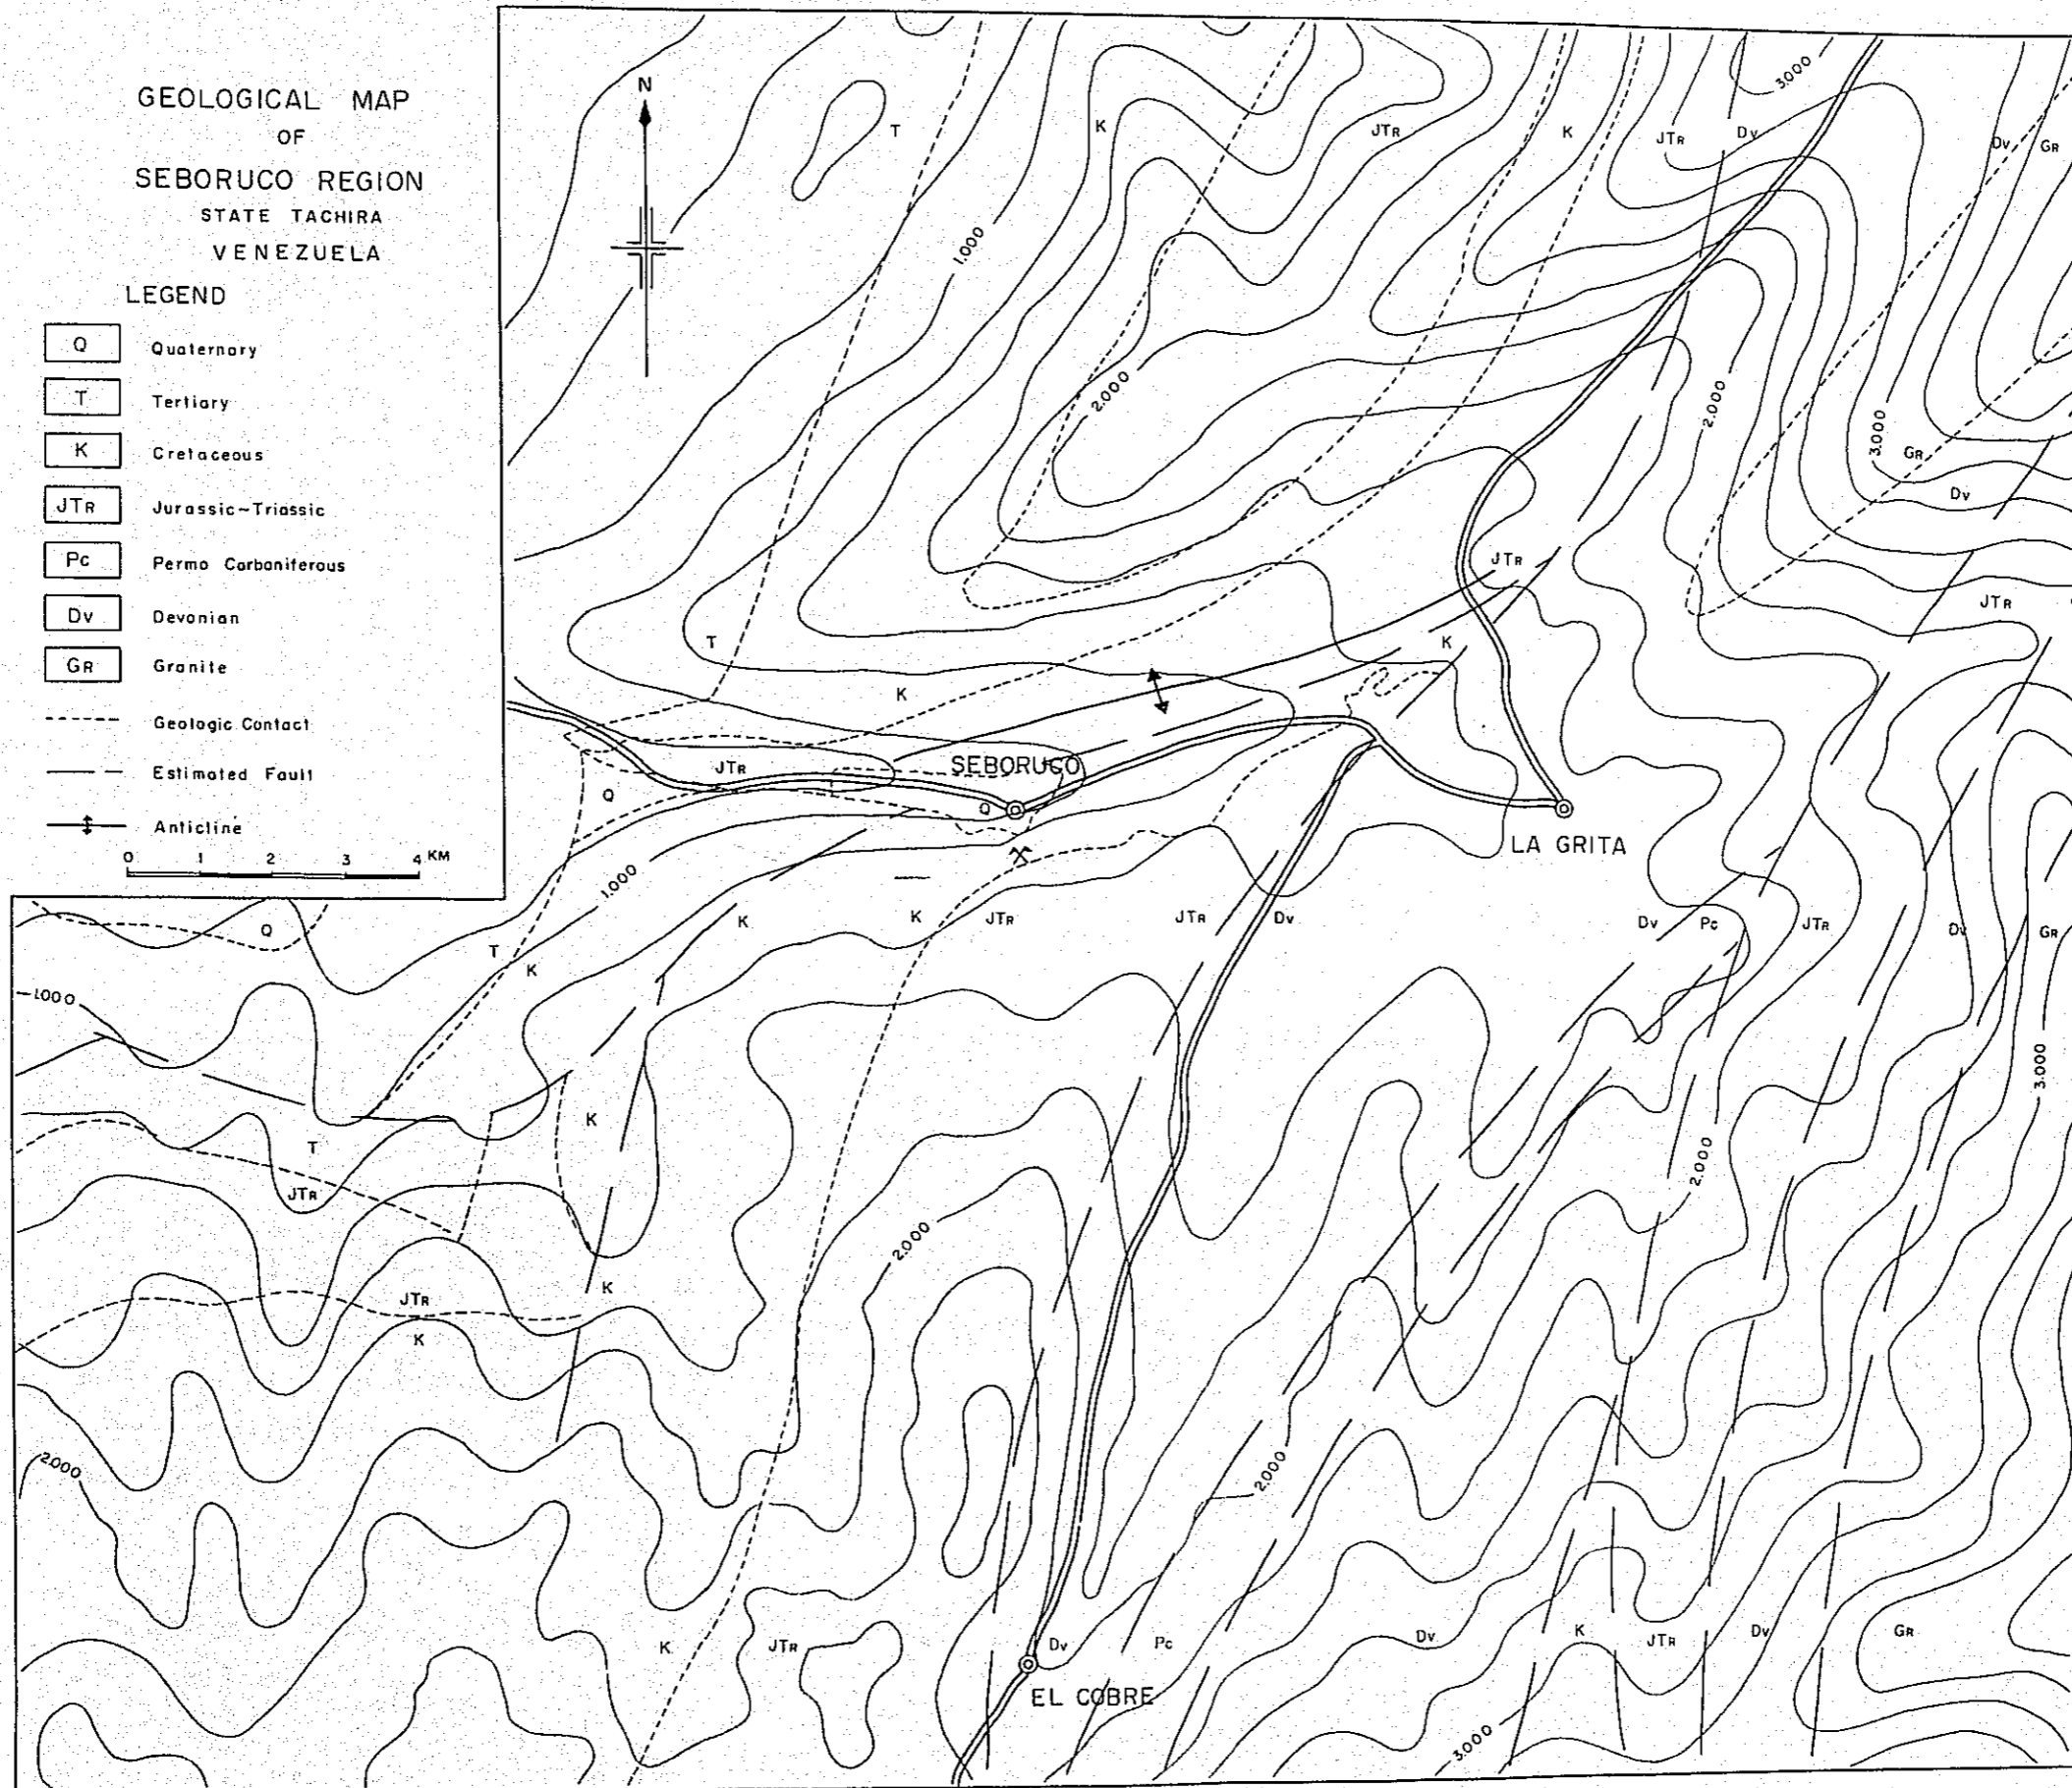 GEOLOGICAL MAP
OF
SEBORUCO REGION
STATE TACHIRA
VENEZUELA
LEGEND
Q Quaternary
T Tertiary
K Cretaceous
JTR Jurassic~Triassic
Pc Permo Carboniferous
Dv Devonian
GR Granite
Geologic Contact
Estimated Fault
Anticline
0 1 2 3 4 KM
N
3.000
T K JTR K JTR Dv Dv GR
1.000
2.000
2.000
3.000
GR
Dv
JTR
JTR
T
K
K
JTR
SEBORUCO
Q
Q
LA GRITA
1.000
Q
T
K
K
K
JTR
JTR
Dv
Dv
Pc
JTR
Dv
GR
1.000
3.000
K
T
JTR
2.000
2.000
K
JTR
K
2.000
2.000
K
JTR
Dv
Pc
Dv
K
JTR
Dv
GR
EL COBRE
3.000